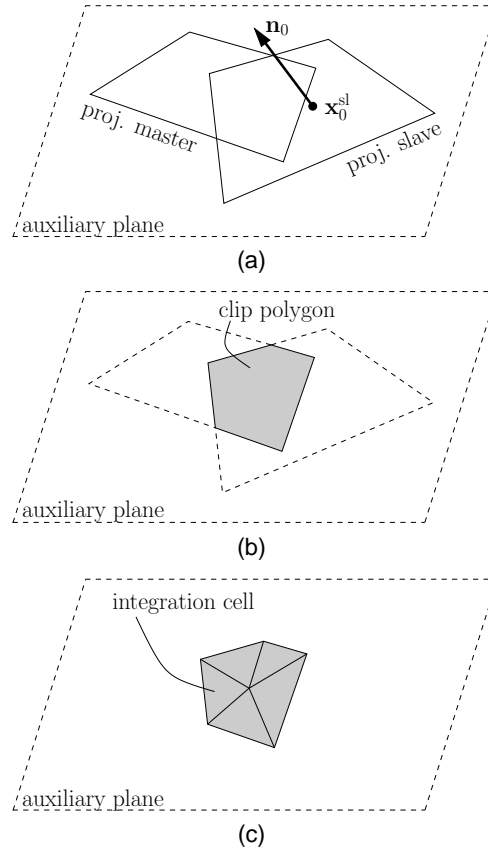 n₀
x₀ˢˡ
proj. master
proj. slave
auxiliary plane
(a)
clip polygon
auxiliary plane
(b)
integration cell
auxiliary plane
(c)